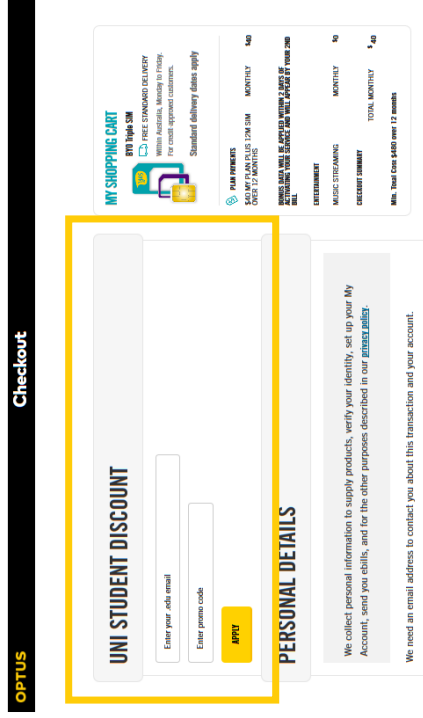 OPTUS
Checkout
UNI STUDENT DISCOUNT
Enter your .edu email
Enter promo code
APPLY
PERSONAL DETAILS
We collect personal information to supply products, verify your identity, set up your My
Account, send you ebills, and for the other purposes described in our privacy policy.
We need an email address to contact you about this transaction and your account.
MY SHOPPING CART
BYO Triple SIM
FREE STANDARD DELIVERY
Within Australia, Monday to Friday.
For credit approved customers.
Standard delivery dates apply
PLAN PAYMENTS
$40 MY PLAN PLUS 12M SIM MONTHLY $40
OVER 12 MONTHS
BONUS DATA WILL BE APPLIED WITHIN 2 DAYS OF
ACTIVATING YOUR SERVICE AND WILL APPEAR BY YOUR 2ND
BILL
ENTERTAINMENT
MUSIC STREAMING MONTHLY $0
CHECKOUT SUMMARY
TOTAL MONTHLY $ 40
Min. Total Cost $480 over 12 months